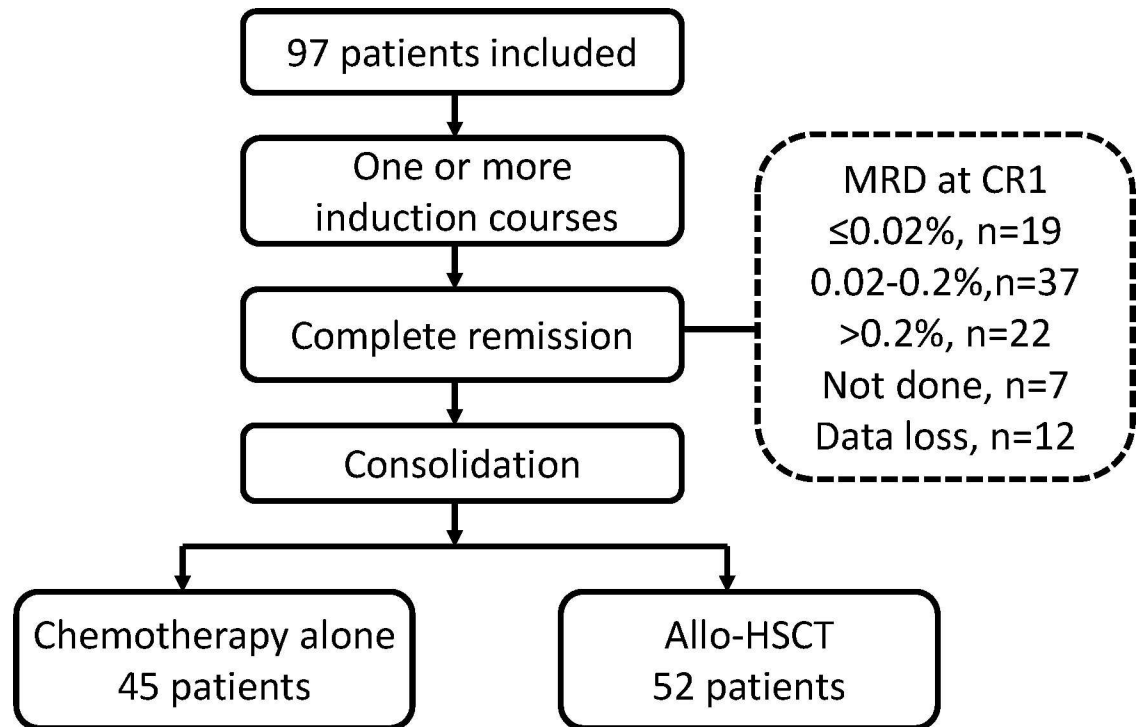 97 patients included
One or more
induction courses
Complete remission
MRD at CR1
≤0.02%, n=19
0.02-0.2%,n=37
>0.2%, n=22
Not done, n=7
Data loss, n=12
Consolidation
Chemotherapy alone
45 patients
Allo-HSCT
52 patients